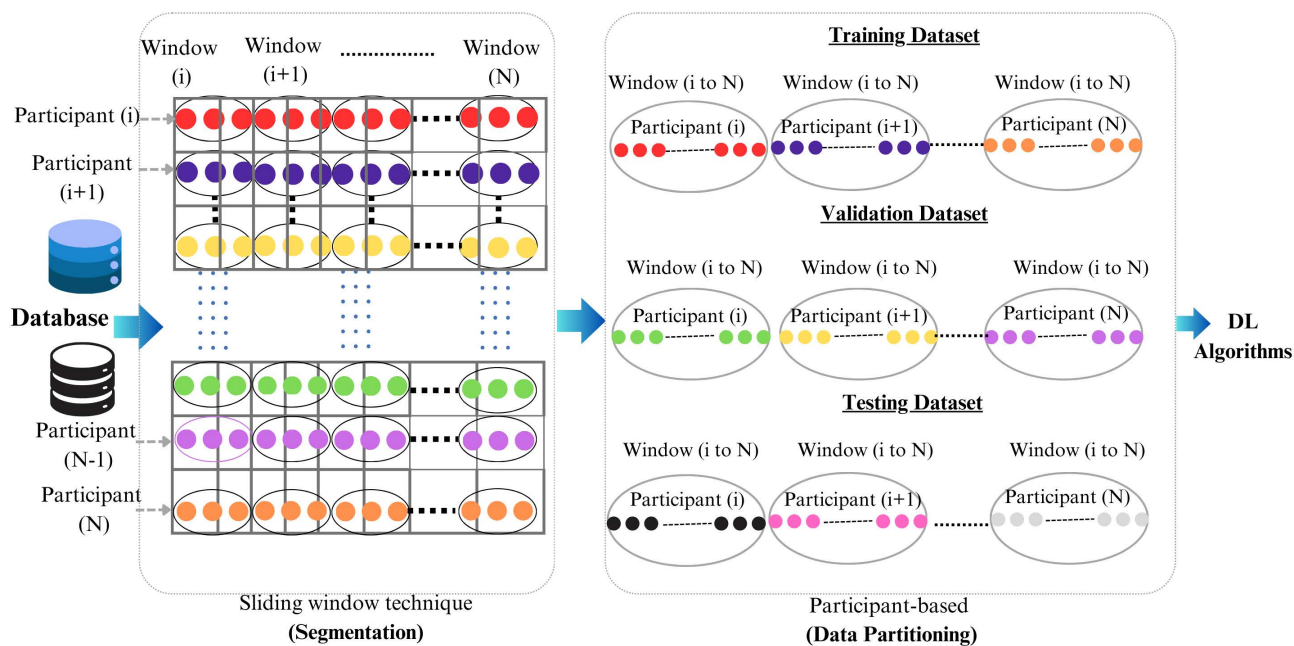 Window
(i)
Window
(i+1)
Window
(N)
Participant (i)
Participant
(i+1)
Database
Participant
(N-1)
Participant
(N)
Sliding window technique
(Segmentation)
Training Dataset
Window (i to N)
Window (i to N)
Window (i to N)
Participant (i)
Participant (i+1)
Participant (N)
Validation Dataset
Window (i to N)
Window (i to N)
Window (i to N)
Participant (i)
Participant (i+1)
Participant (N)
Testing Dataset
Window (i to N)
Window (i to N)
Window (i to N)
Participant (i)
Participant (i+1)
Participant (N)
Participant-based
(Data Partitioning)
DL
Algorithms